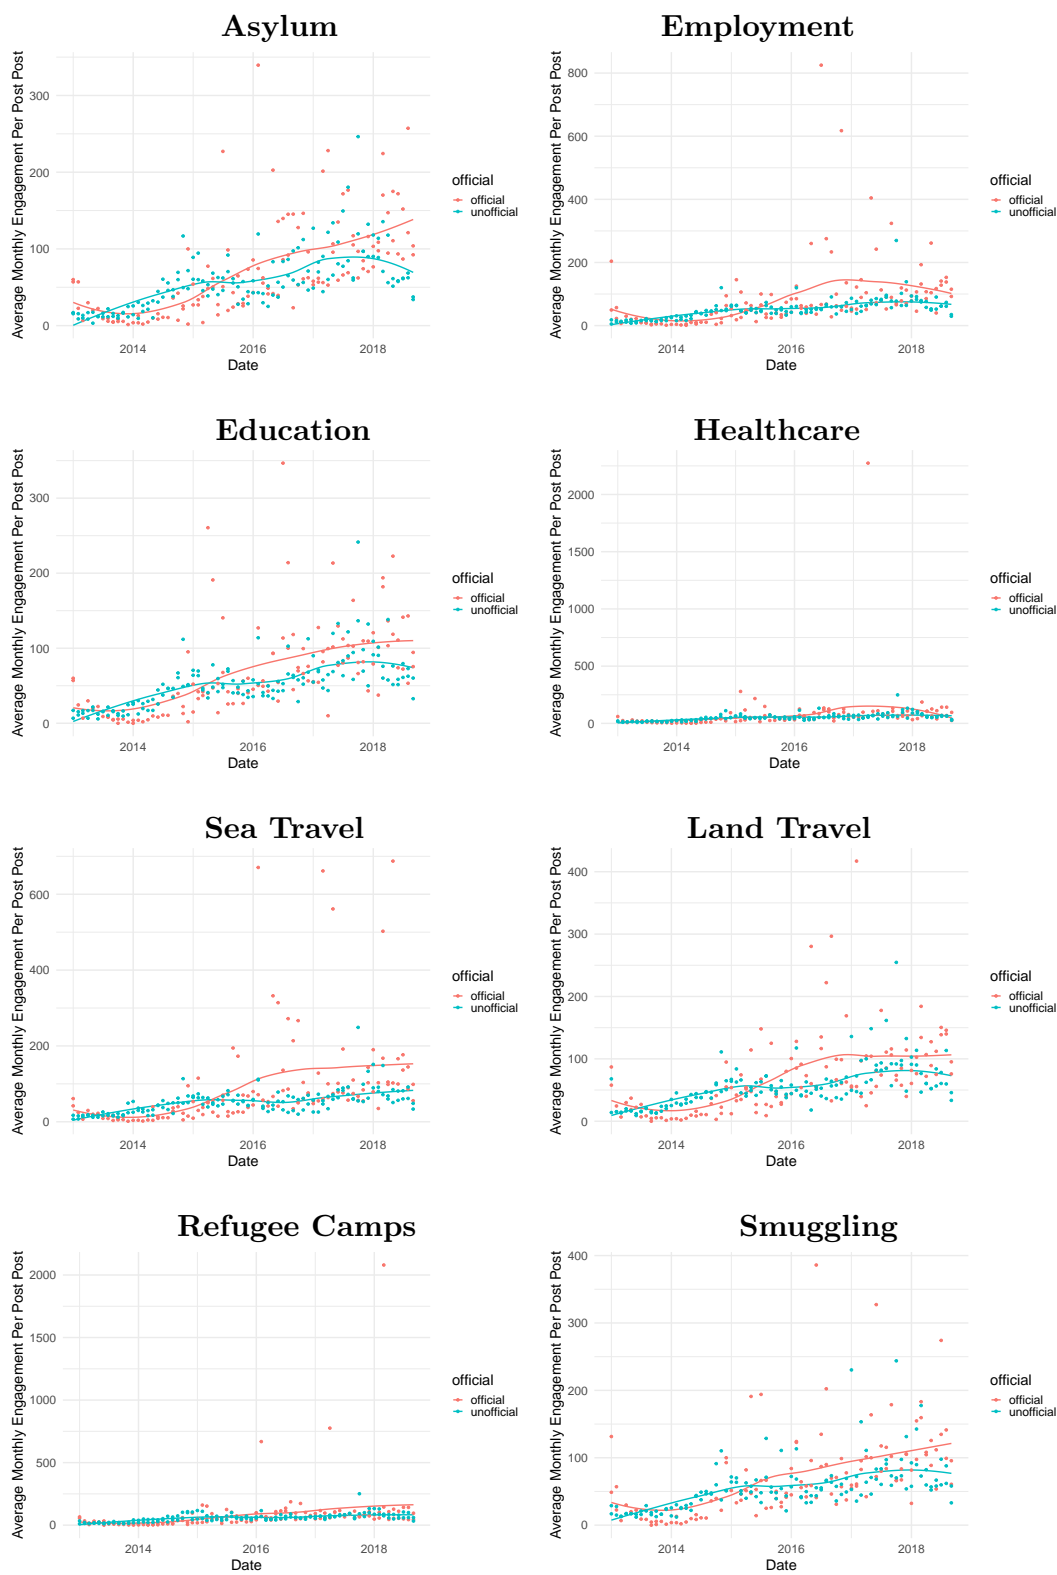 Asylum
Average Monthly Engagement Per Post Post
300
200
100
0
2014 2016 2018
Date
official
official
unofficial
Employment
Average Monthly Engagement Per Post Post
800
600
400
200
0
2014 2016 2018
Date
official
official
unofficial
Education
Average Monthly Engagement Per Post Post
300
200
100
0
2014 2016 2018
Date
official
official
unofficial
Healthcare
Average Monthly Engagement Per Post Post
2000
1500
1000
500
0
2014 2016 2018
Date
official
official
unofficial
Sea Travel
Average Monthly Engagement Per Post Post
600
400
200
0
2014 2016 2018
Date
official
official
unofficial
Land Travel
Average Monthly Engagement Per Post Post
400
300
200
100
0
2014 2016 2018
Date
official
official
unofficial
Refugee Camps
Average Monthly Engagement Per Post Post
2000
1500
1000
500
0
2014 2016 2018
Date
official
official
unofficial
Smuggling
Average Monthly Engagement Per Post Post
400
300
200
100
0
2014 2016 2018
Date
official
official
unofficial